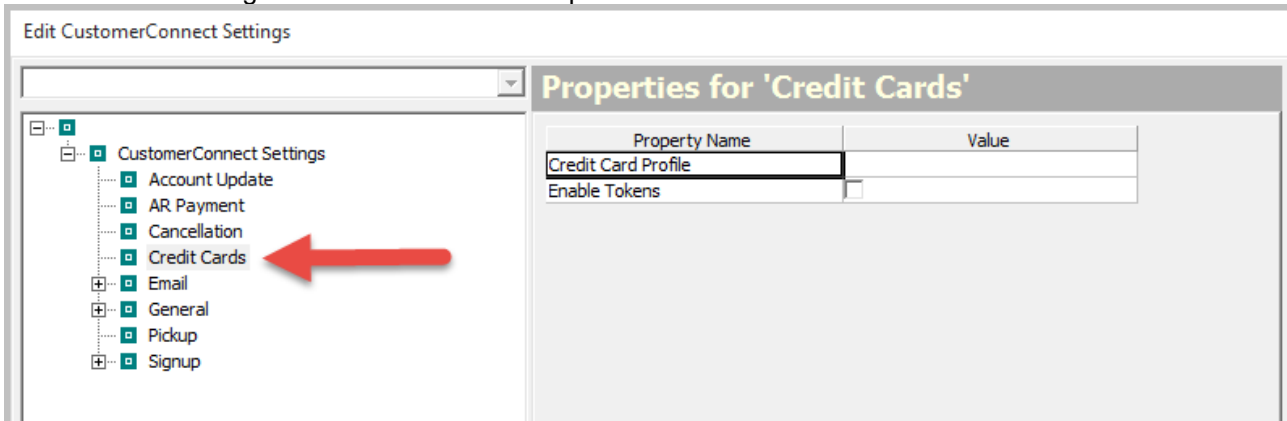 Edit CustomerConnect Settings
Properties for 'Credit Cards'
Property Name Value
Credit Card Profile
Enable Tokens
CustomerConnect Settings
Account Update
AR Payment
Cancellation
Credit Cards
Email
General
Pickup
Signup